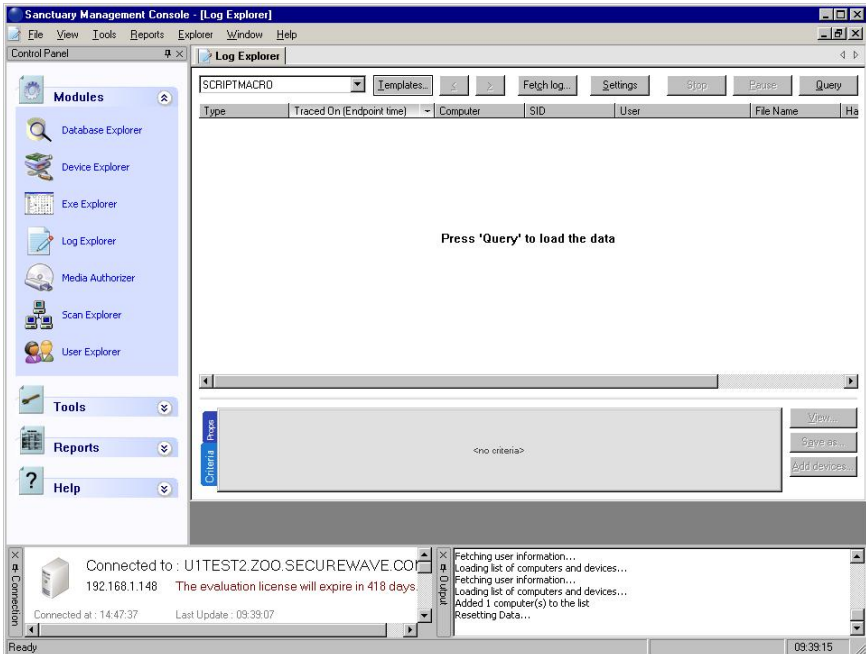 Sanctuary Management Console - [Log Explorer]
File View Tools Reports Explorer Window Help
Control Panel
Log Explorer
SCRIPTMACRO Templates... < > Fetch log... Settings Stop Pause Query
Type Traced On (Endpoint time) Computer SID User File Name Ha
Modules
Database Explorer
Device Explorer
Exe Explorer
Log Explorer
Media Authorizer
Scan Explorer
User Explorer
Tools
Reports
Help
Press 'Query' to load the data
Props
Criteria
<no criteria>
View...
Save as...
Add devices...
Connection
Connected to : U1TEST2.ZOO.SECUREWAVE.COM
192.168.1.148 The evaluation license will expire in 418 days.
Connected at : 14:47:37 Last Update : 09:39:07
Output
Fetching user information...
Loading list of computers and devices...
Fetching user information...
Loading list of computers and devices...
Added 1 computer(s) to the list
Resetting Data...
Ready 09:39:15